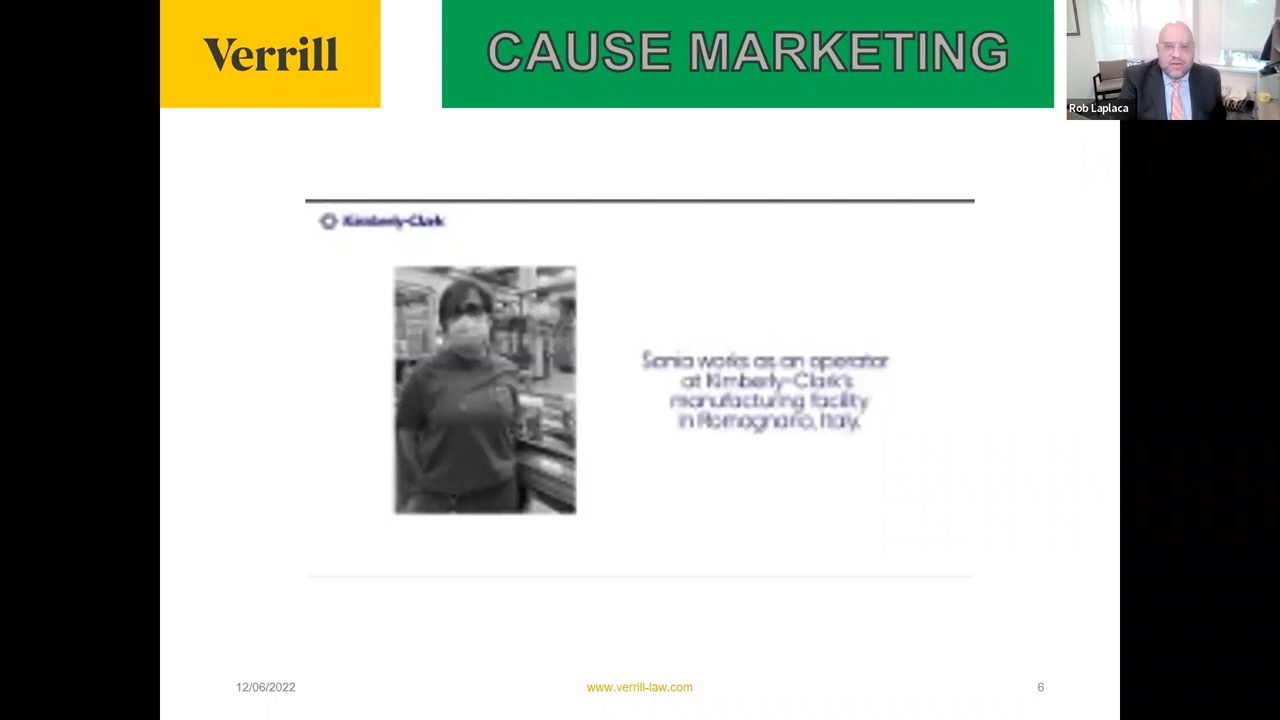 Verrill
CAUSE MARKETING
Rob Laplaca
Kimberly-Clark
Sonia works as an operator
at Kimberly-Clark's
manufacturing facility
in Romagnano, Italy.
12/06/2022
www.verrill-law.com
6